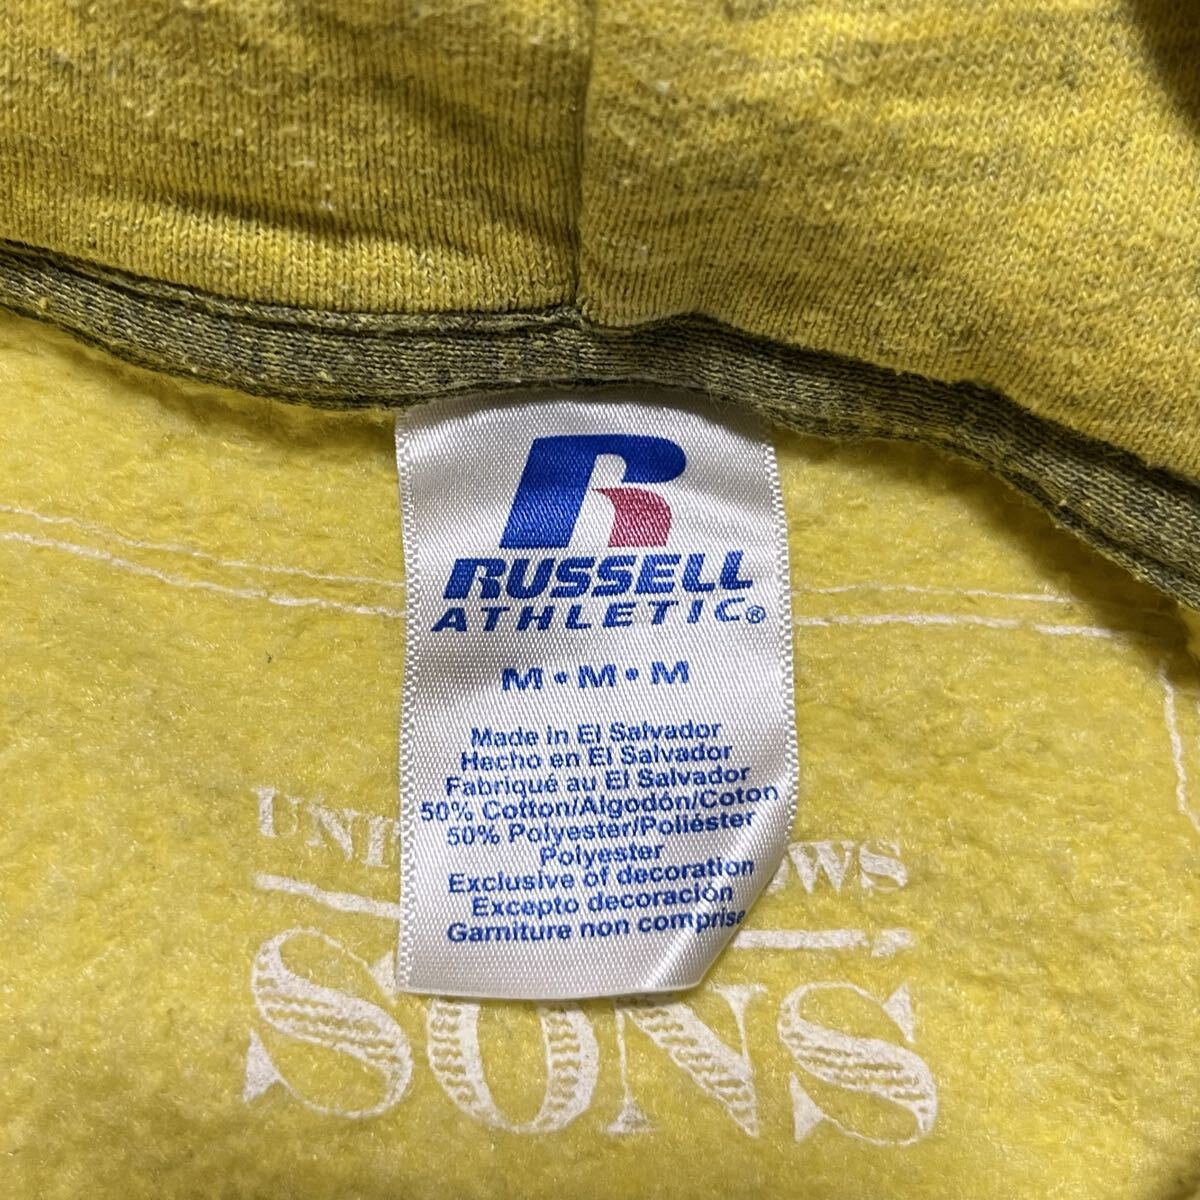 R
RUSSELL
ATHLETIC®
M • M • M
Made in El Salvador
Hecho en El Salvador
Fabriqué au El Salvador
50% Cotton/Algodón/Coton
50% Polyester/Poliéster
Polyester
Exclusive of decoration
Excepto decoración
Garniture non comprise
SONS